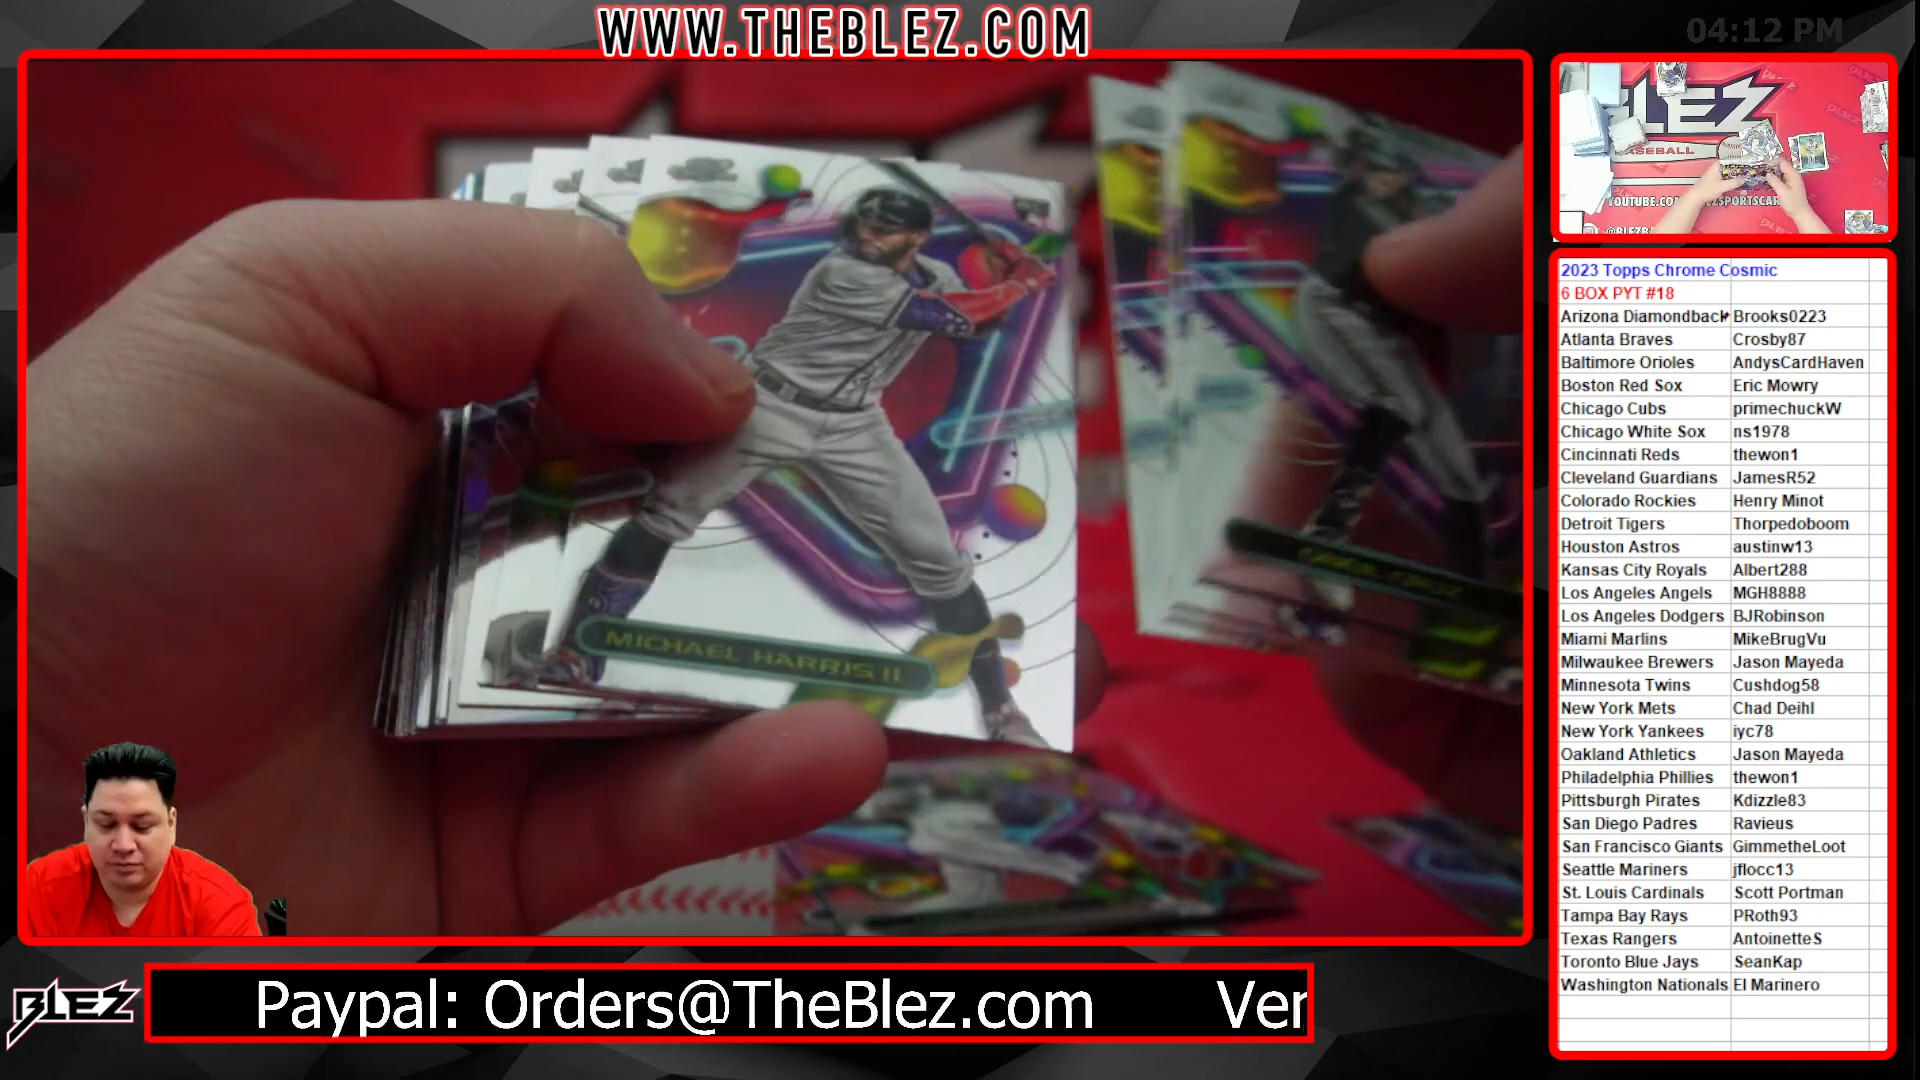 WWW.THEBLEZ.COM
04:12 PM
BLEZ
BASEBALL
MICHAEL HARRIS II
2023 Topps Chrome Cosmic
6 BOX PYT #18
Arizona Diamondback Brooks0223
Atlanta Braves Crosby87
Baltimore Orioles AndysCardHaven
Boston Red Sox Eric Mowry
Chicago Cubs primechuckW
Chicago White Sox ns1978
Cincinnati Reds thewon1
Cleveland Guardians JamesR52
Colorado Rockies Henry Minot
Detroit Tigers Thorpedoboom
Houston Astros austinw13
Kansas City Royals Albert288
Los Angeles Angels MGH8888
Los Angeles Dodgers BJRobinson
Miami Marlins MikeBrugVu
Milwaukee Brewers Jason Mayeda
Minnesota Twins Cushdog58
New York Mets Chad Deihl
New York Yankees iyc78
Oakland Athletics Jason Mayeda
Philadelphia Phillies thewon1
Pittsburgh Pirates Kdizzle83
San Diego Padres Ravieus
San Francisco Giants GimmetheLoot
Seattle Mariners jflocc13
St. Louis Cardinals Scott Portman
Tampa Bay Rays PRoth93
Texas Rangers AntoinetteS
Toronto Blue Jays SeanKap
Washington Nationals El Marinero
BLEZ
Paypal: Orders@TheBlez.com Ver